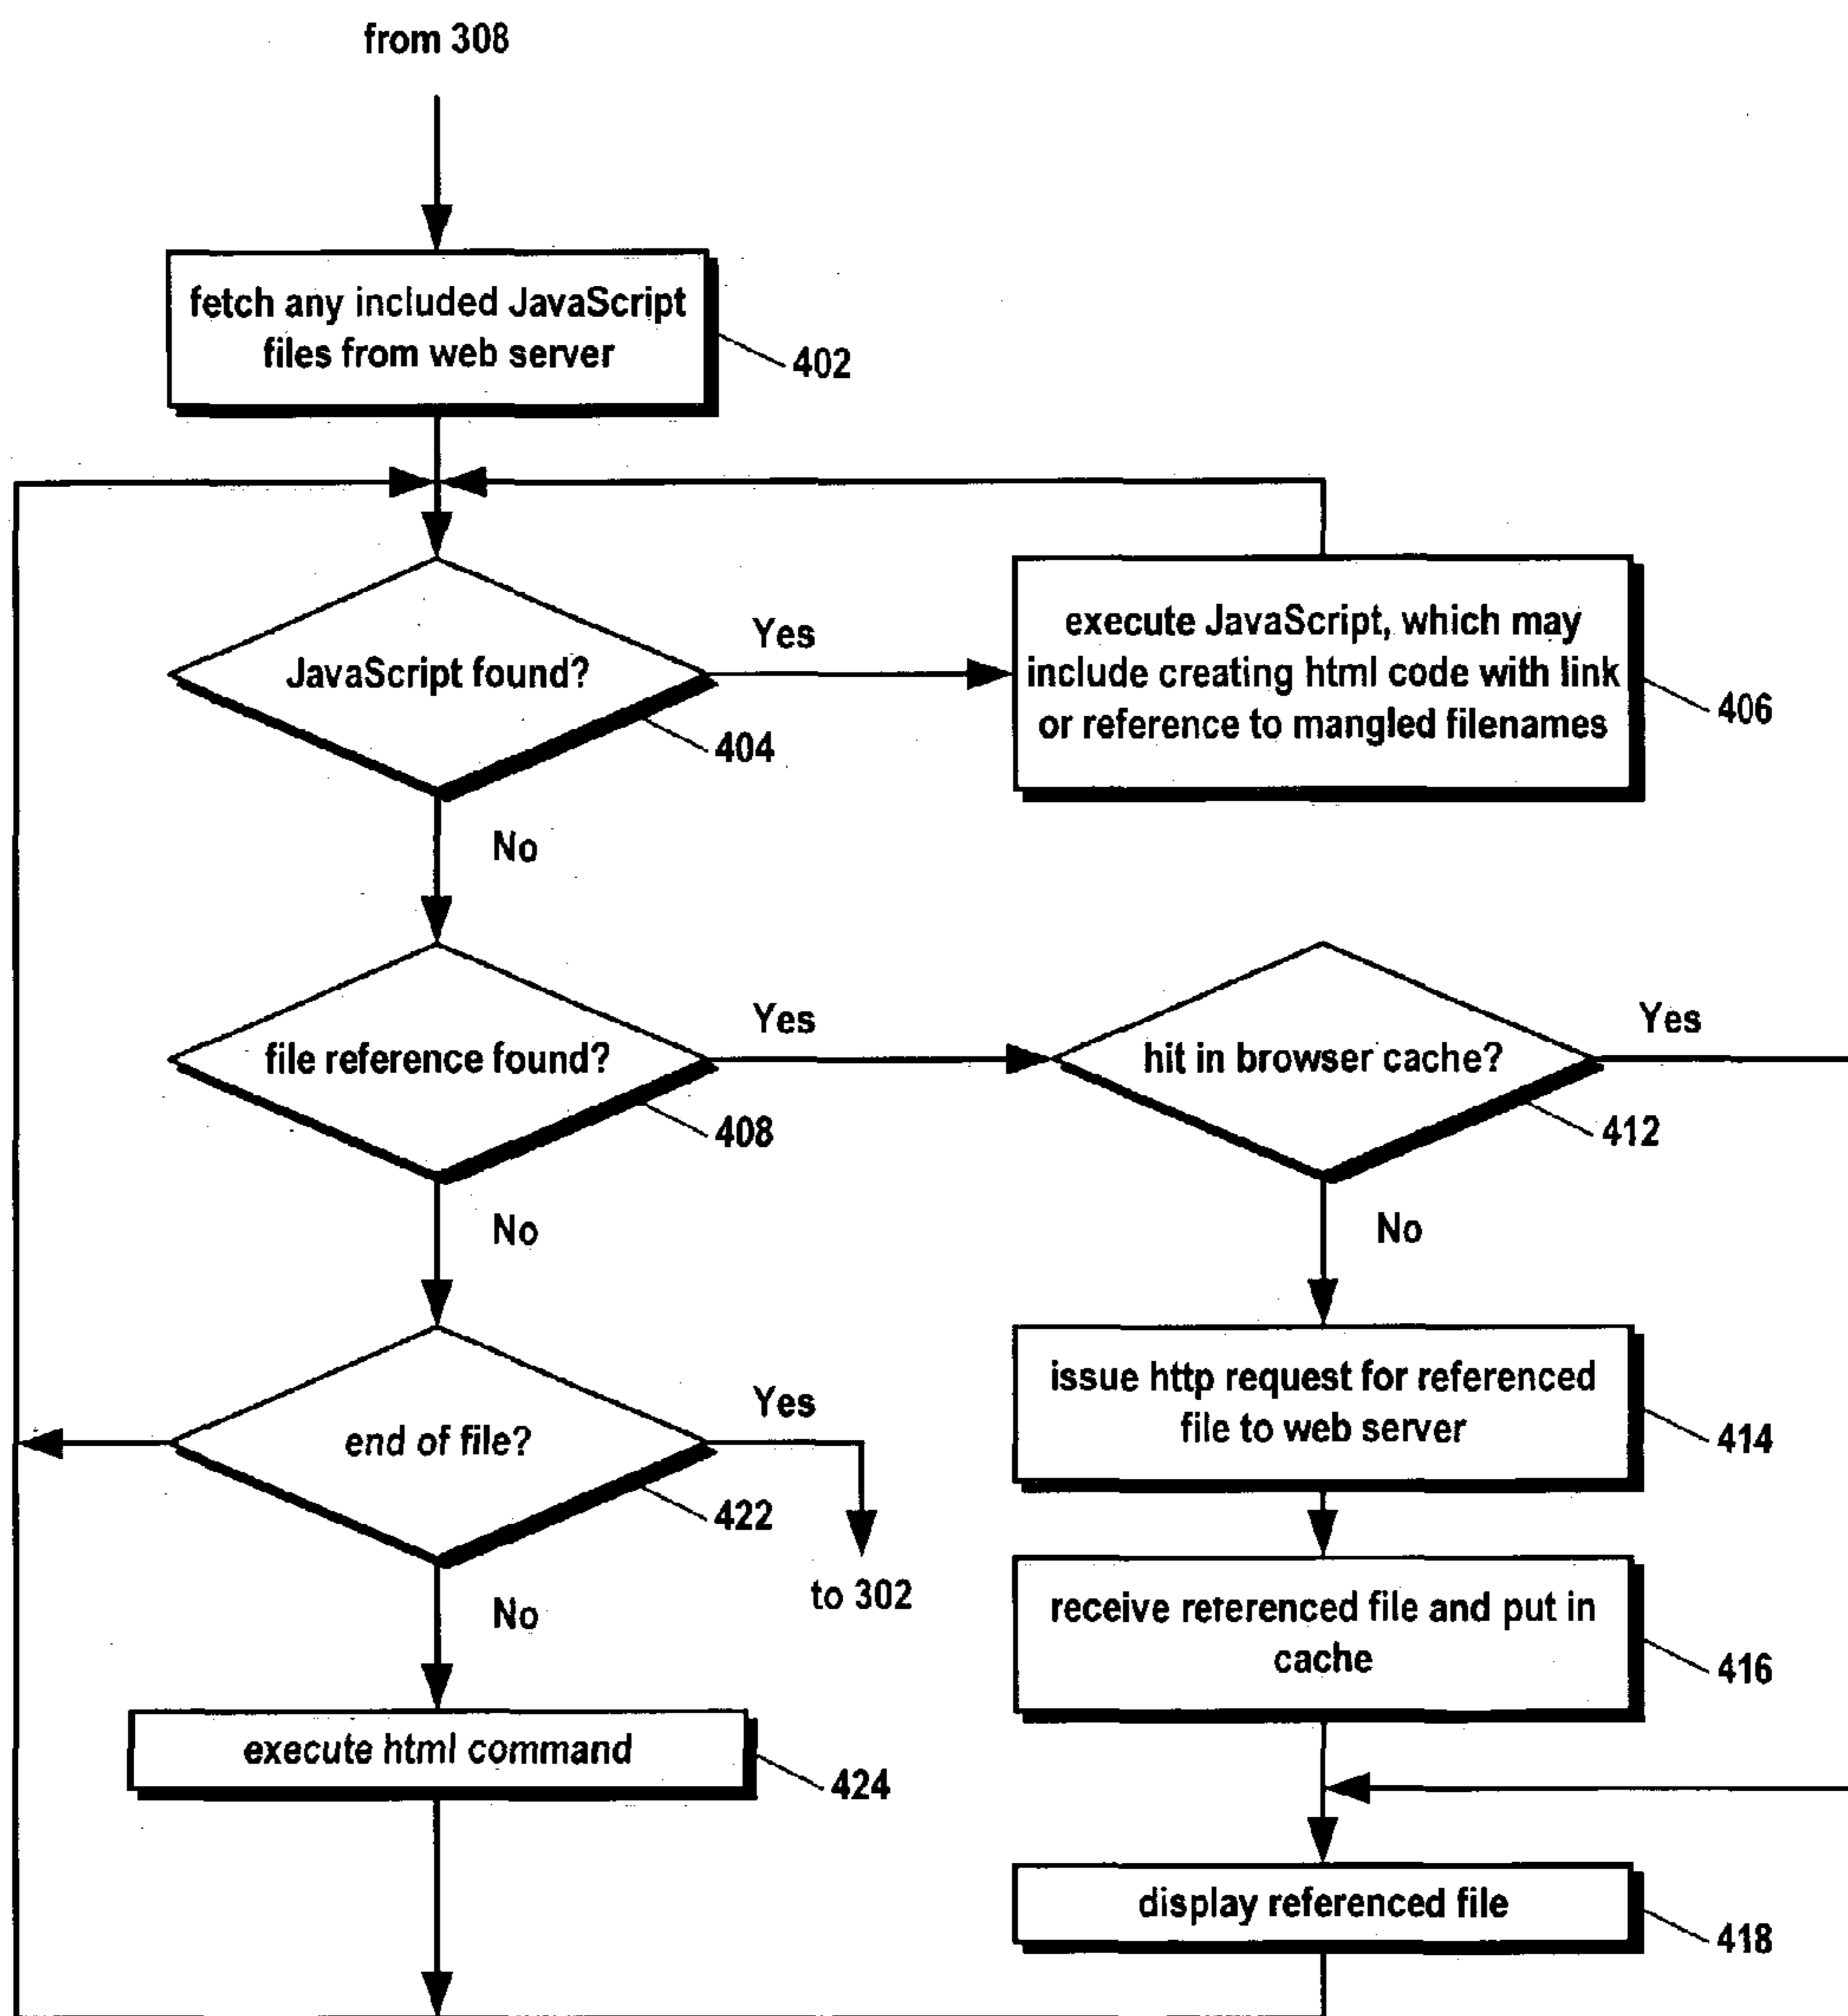 from 308
fetch any included JavaScript
files from web server
402
JavaScript found?
Yes
404
execute JavaScript, which may
include creating html code with link
or reference to mangled filenames
406
No
file reference found?
Yes
408
hit in browser cache?
Yes
412
No
No
end of file?
Yes
422
to 302
issue http request for referenced
file to web server
414
receive referenced file and put in
cache
416
No
execute html command
424
display referenced file
418